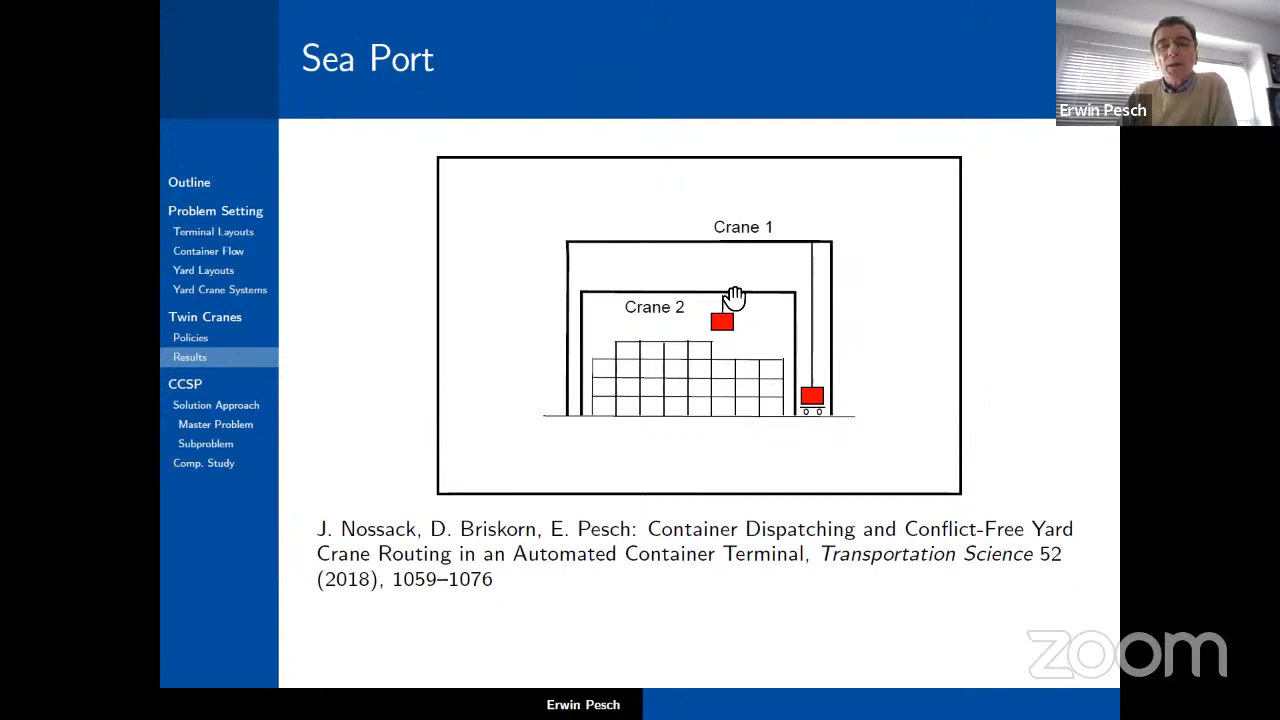 Sea Port
Erwin Pesch
Outline
Problem Setting
Terminal Layouts
Container Flow
Yard Layouts
Yard Crane Systems
Twin Cranes
Policies
Results
CCSP
Solution Approach
Master Problem
Subproblem
Comp. Study
Crane 1
Crane 2
J. Nossack, D. Briskorn, E. Pesch: Container Dispatching and Conflict-Free Yard
Crane Routing in an Automated Container Terminal, Transportation Science 52
(2018), 1059–1076
zoom
Erwin Pesch